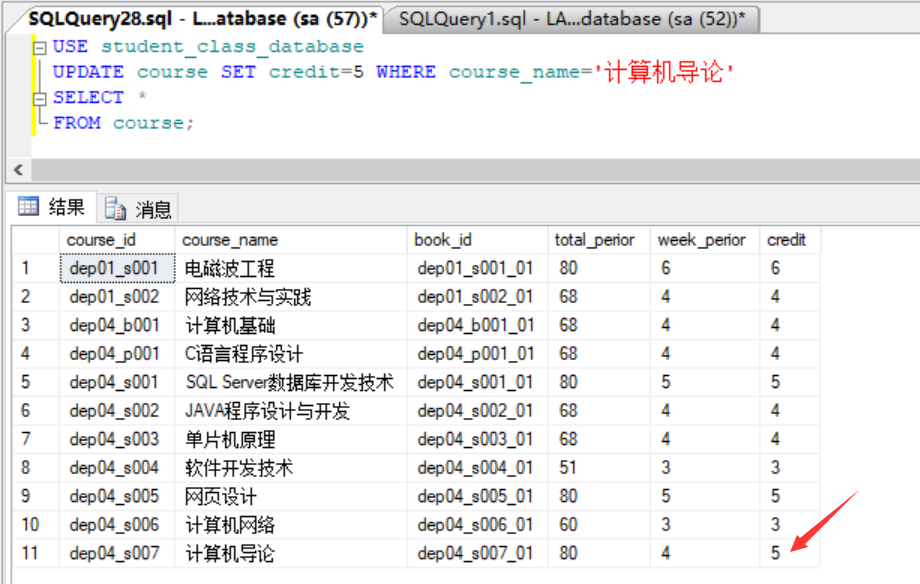 SQLQuery28.sql - L...atabase (sa (57))* SQLQuery1.sql - LA...database (sa (52))*
USE student_class_database
UPDATE course SET credit=5 WHERE course_name='计算机导论'
SELECT *
FROM course;
结果 消息
course_id course_name book_id total_perior week_perior credit
1 dep01_s001 电磁波工程 dep01_s001_01 80 6 6
2 dep01_s002 网络技术与实践 dep01_s002_01 68 4 4
3 dep04_b001 计算机基础 dep04_b001_01 68 4 4
4 dep04_p001 C语言程序设计 dep04_p001_01 68 4 4
5 dep04_s001 SQL Server数据库开发技术 dep04_s001_01 80 5 5
6 dep04_s002 JAVA程序设计与开发 dep04_s002_01 68 4 4
7 dep04_s003 单片机原理 dep04_s003_01 68 4 4
8 dep04_s004 软件开发技术 dep04_s004_01 51 3 3
9 dep04_s005 网页设计 dep04_s005_01 80 5 5
10 dep04_s006 计算机网络 dep04_s006_01 60 3 3
11 dep04_s007 计算机导论 dep04_s007_01 80 4 5